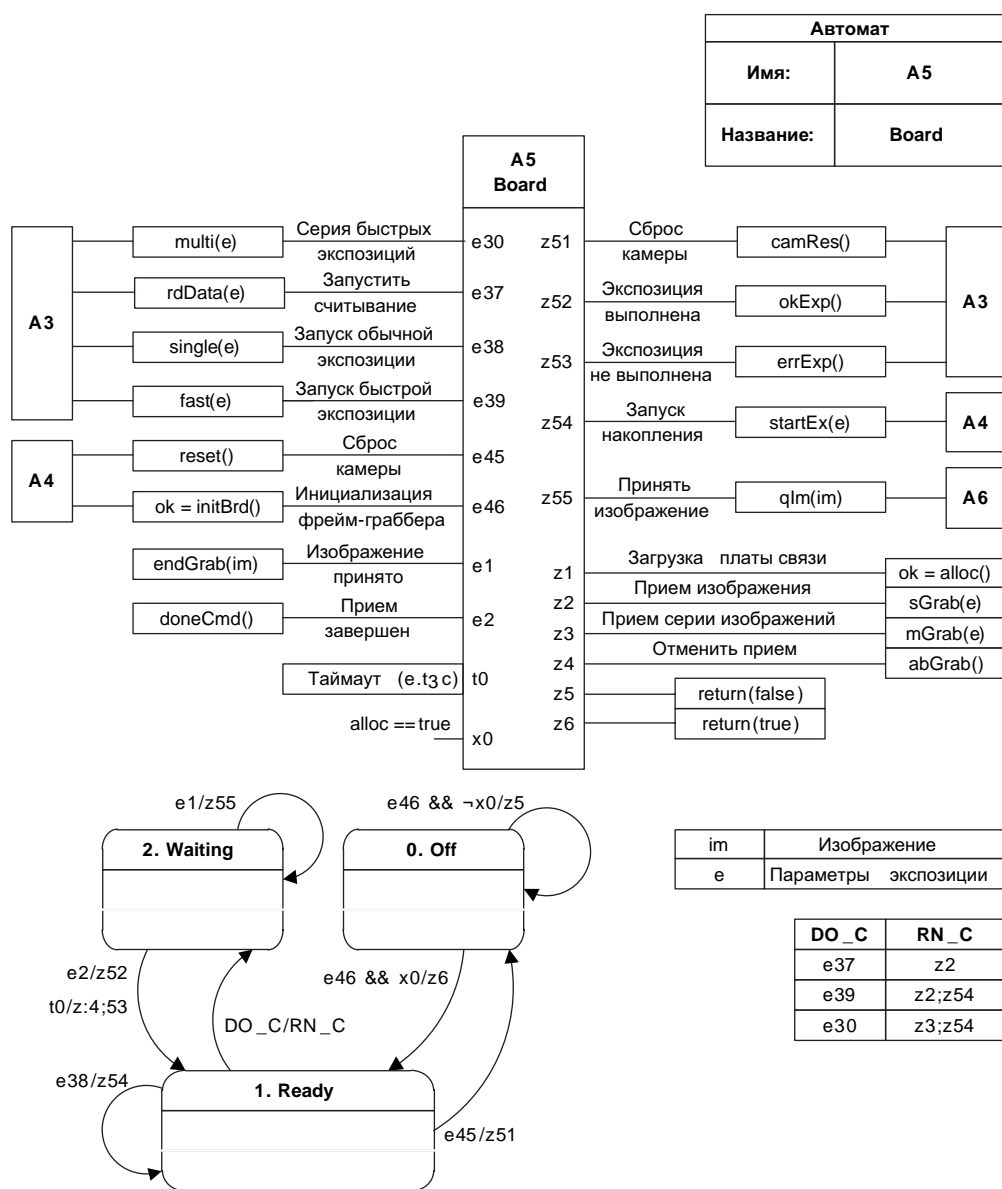 Автомат
Имя: A5
Название: Board
A5
Board
A3
multi(e)
Серия быстрых
экспозиций
e30
rdData(e)
Запустить
считывание
e37
single(e)
Запуск обычной
экспозиции
e38
fast(e)
Запуск быстрой
экспозиции
e39
A4
reset()
Сброс
камеры
e45
ok = initBrd()
Инициализация
фрейм-граббера
e46
endGrab(im)
Изображение
принято
e1
doneCmd()
Прием
завершен
e2
Таймаут (e.t3 c)
t0
alloc == true
x0
z51
Сброс
камеры
camRes()
z52
Экспозиция
выполнена
okExp()
A3
z53
Экспозиция
не выполнена
errExp()
z54
Запуск
накопления
startEx(e)
A4
z55
Принять
изображение
qIm(im)
A6
z1
Загрузка платы связи
ok = alloc()
z2
Прием изображения
sGrab(e)
z3
Прием серии изображений
mGrab(e)
z4
Отменить прием
abGrab()
z5
return(false)
z6
return(true)
e1/z55
e46 && ¬x0/z5
2. Waiting
0. Off
e2/z52
t0/z:4;53
DO_C/RN_C
e46 && x0/z6
e38/z54
1. Ready
e45/z51
im Изображение
e Параметры экспозиции
DO_C RN_C
e37 z2
e39 z2;z54
e30 z3;z54